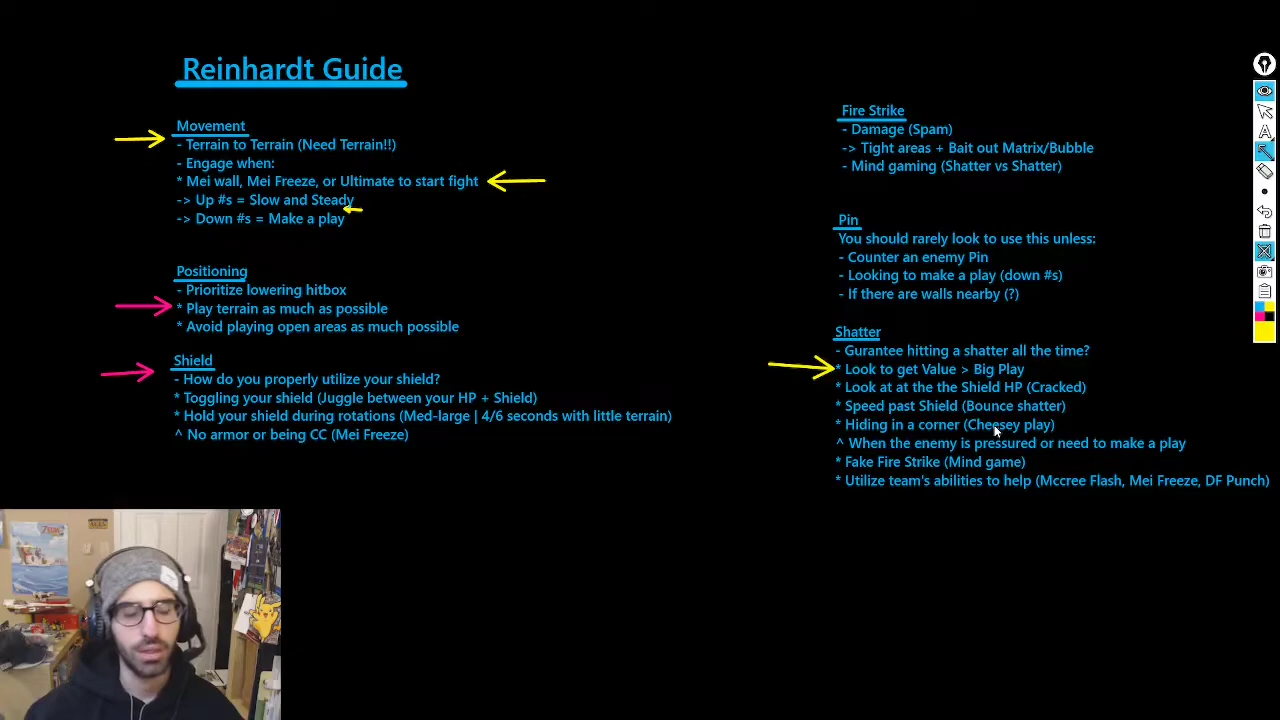 Reinhardt Guide
Movement
- Terrain to Terrain (Need Terrain!!)
- Engage when:
* Mei wall, Mei Freeze, or Ultimate to start fight
-> Up #s = Slow and Steady
-> Down #s = Make a play
Positioning
- Prioritize lowering hitbox
* Play terrain as much as possible
* Avoid playing open areas as much possible
Shield
- How do you properly utilize your shield?
* Toggling your shield (Juggle between your HP + Shield)
* Hold your shield during rotations (Med-large | 4/6 seconds with little terrain)
^ No armor or being CC (Mei Freeze)
Fire Strike
- Damage (Spam)
-> Tight areas + Bait out Matrix/Bubble
- Mind gaming (Shatter vs Shatter)
Pin
You should rarely look to use this unless:
- Counter an enemy Pin
- Looking to make a play (down #s)
- If there are walls nearby (?)
Shatter
- Gurantee hitting a shatter all the time?
* Look to get Value > Big Play
* Look at at the the Shield HP (Cracked)
* Speed past Shield (Bounce shatter)
* Hiding in a corner (Cheesey play)
^ When the enemy is pressured or need to make a play
* Fake Fire Strike (Mind game)
* Utilize team's abilities to help (Mccree Flash, Mei Freeze, DF Punch)
A
ZELDA